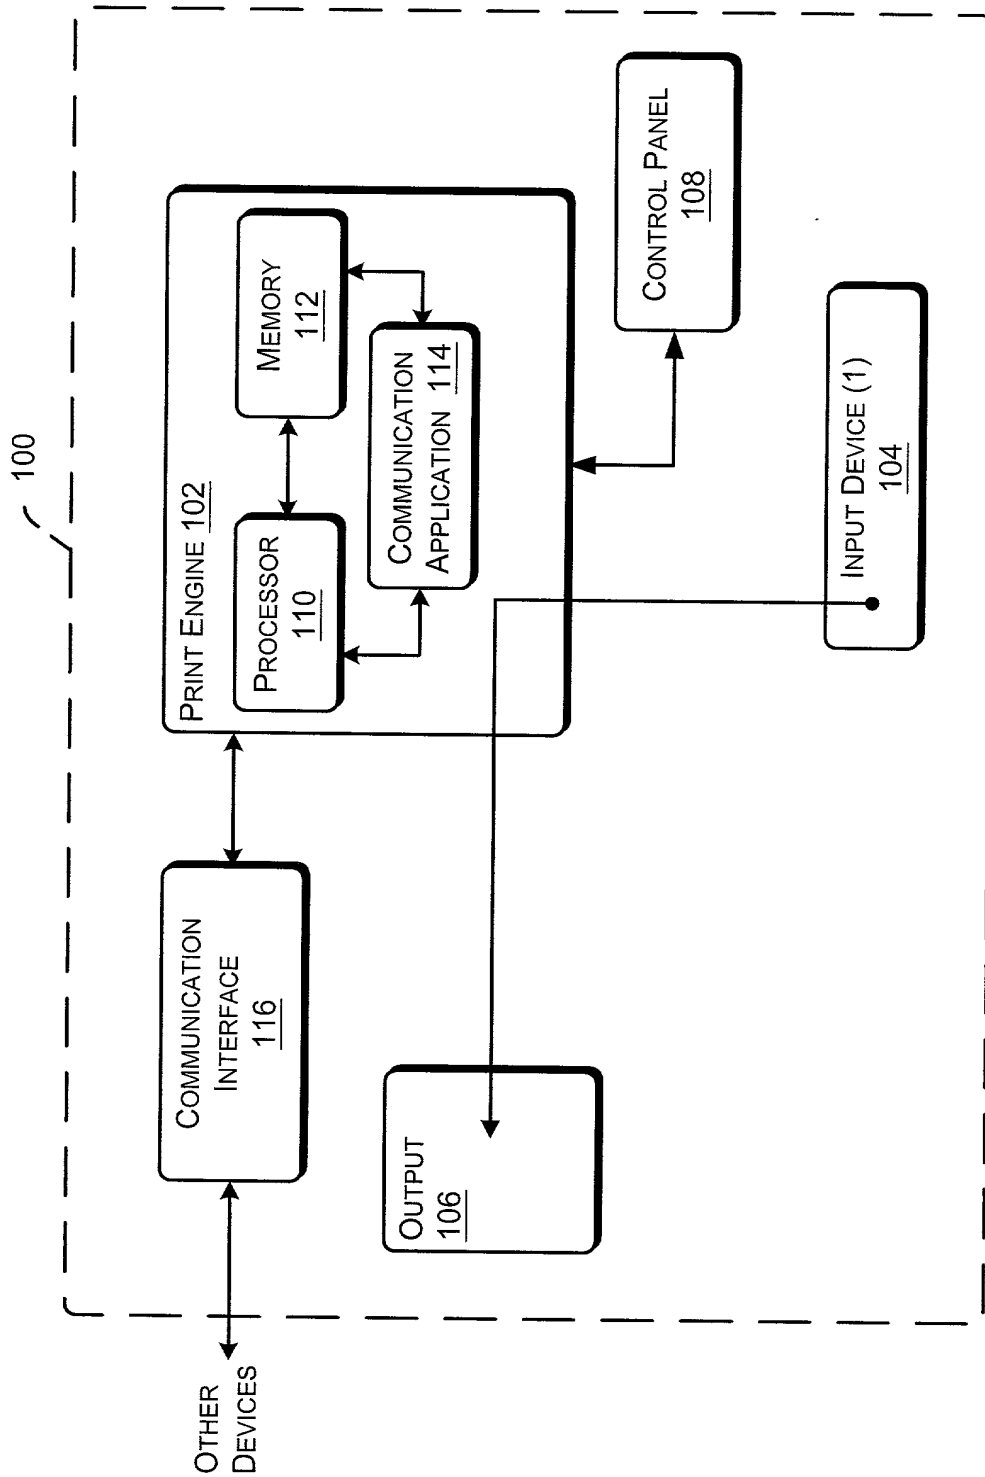 100
OTHER
DEVICES
COMMUNICATION
INTERFACE
116
PRINT ENGINE 102
PROCESSOR
110
MEMORY
112
COMMUNICATION
APPLICATION 114
OUTPUT
106
CONTROL PANEL
108
INPUT DEVICE (1)
104